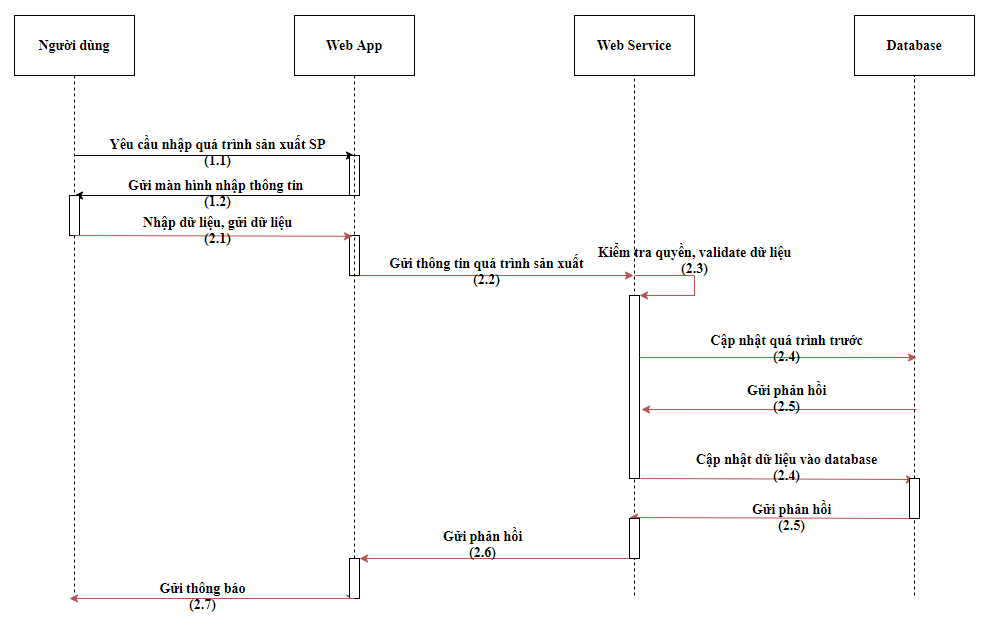 Người dùng
Web App
Web Service
Database
Yêu cầu nhập quá trình sản xuất SP
(1.1)
Gửi màn hình nhập thông tin
(1.2)
Nhập dữ liệu, gửi dữ liệu
(2.1)
Gửi thông tin quá trình sản xuất
(2.2)
Kiểm tra quyền, validate dữ liệu
(2.3)
Cập nhật quá trình trước
(2.4)
Gửi phản hồi
(2.5)
Cập nhật dữ liệu vào database
(2.4)
Gửi phản hồi
(2.5)
Gửi phản hồi
(2.6)
Gửi thông báo
(2.7)